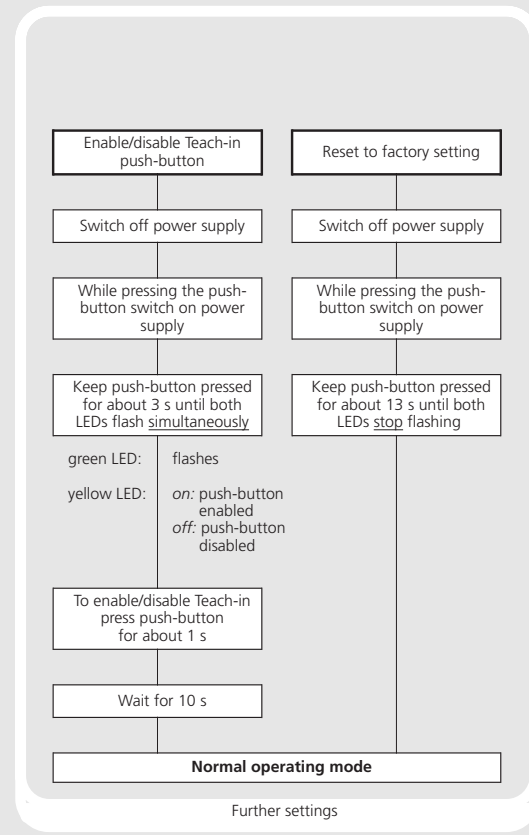 Enable/disable Teach-in
push-button
Switch off power supply
While pressing the push-
button switch on power
supply
Keep push-button pressed
for about 3 s until both
LEDs flash simultaneously
green LED: flashes
yellow LED: on: push-button
enabled
off: push-button
disabled
To enable/disable Teach-in
press push-button
for about 1 s
Wait for 10 s
Reset to factory setting
Switch off power supply
While pressing the push-
button switch on power
supply
Keep push-button pressed
for about 13 s until both
LEDs stop flashing
Normal operating mode
Further settings